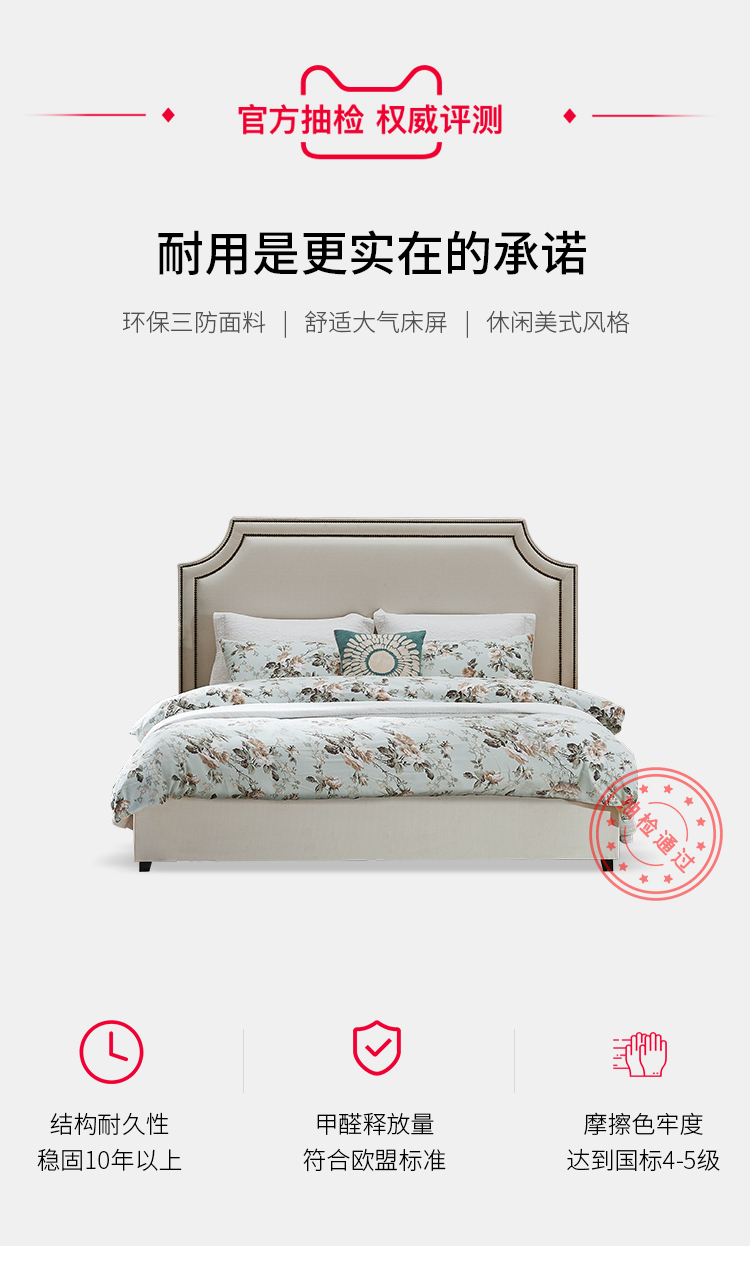 官方抽检 权威评测
耐用是更实在的承诺
环保三防面料 | 舒适大气床屏 | 休闲美式风格
抽检通过
结构耐久性
稳固10年以上
甲醛释放量
符合欧盟标准
摩擦色牢度
达到国标4-5级